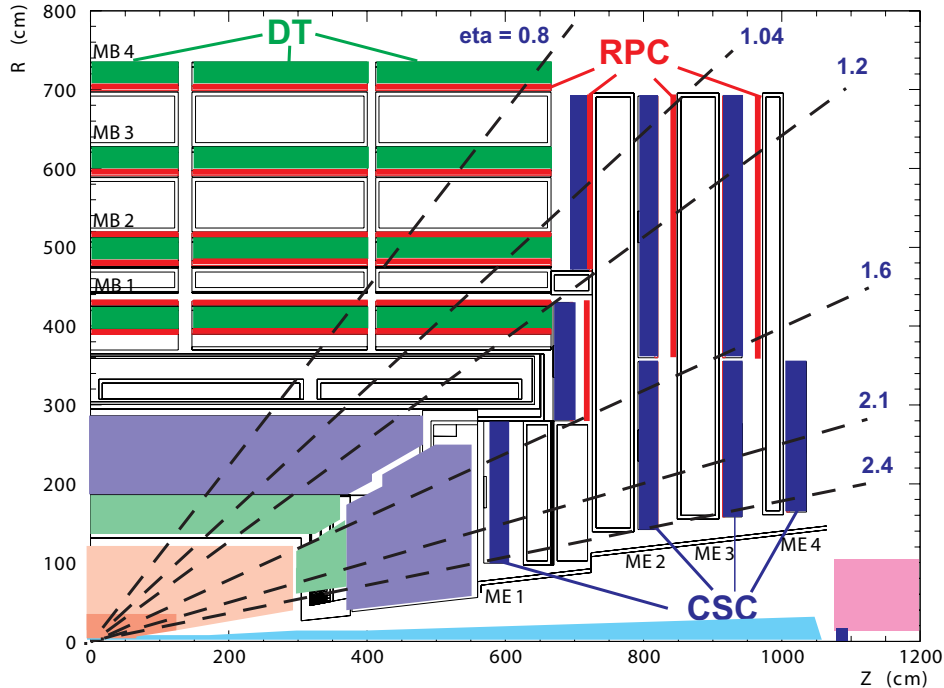 R (cm)
800
700
600
500
400
300
200
100
0
MB 4
MB 3
MB 2
MB 1
DT
eta = 0.8
1.04
RPC
1.2
1.6
2.1
2.4
ME 1
ME 2
ME 3
ME 4
CSC
0
200
400
600
800
1000
1200
Z (cm)